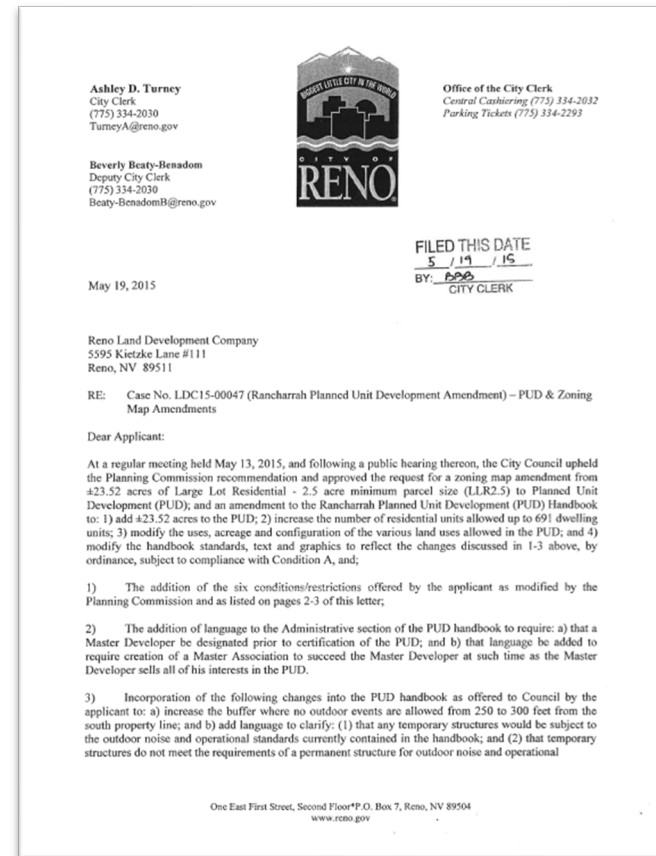 Ashley D. Turney
City Clerk
(775) 334-2030
TurneyA@reno.gov
Beverly Beaty-Benadom
Deputy City Clerk
(775) 334-2030
Beaty-BenadomB@reno.gov
BIGGEST LITTLE CITY IN THE WORLD
CITY OF
RENO
Office of the City Clerk
Central Cashiering (775) 334-2032
Parking Tickets (775) 334-2293
FILED THIS DATE
5 / 19 / 15
BY: BBB
CITY CLERK
May 19, 2015
Reno Land Development Company
5595 Kietzke Lane #111
Reno, NV 89511
RE: Case No. LDC15-00047 (Rancharrah Planned Unit Development Amendment) – PUD & Zoning
Map Amendments
Dear Applicant:
At a regular meeting held May 13, 2015, and following a public hearing thereon, the City Council upheld
the Planning Commission recommendation and approved the request for a zoning map amendment from
±23.52 acres of Large Lot Residential - 2.5 acre minimum parcel size (LLR2.5) to Planned Unit
Development (PUD); and an amendment to the Rancharrah Planned Unit Development (PUD) Handbook
to: 1) add ±23.52 acres to the PUD; 2) increase the number of residential units allowed up to 691 dwelling
units; 3) modify the uses, acreage and configuration of the various land uses allowed in the PUD; and 4)
modify the handbook standards, text and graphics to reflect the changes discussed in 1-3 above, by
ordinance, subject to compliance with Condition A, and;
1) The addition of the six conditions/restrictions offered by the applicant as modified by the
Planning Commission and as listed on pages 2-3 of this letter;
2) The addition of language to the Administrative section of the PUD handbook to require: a) that a
Master Developer be designated prior to certification of the PUD; and b) that language be added to
require creation of a Master Association to succeed the Master Developer at such time as the Master
Developer sells all of his interests in the PUD.
3) Incorporation of the following changes into the PUD handbook as offered to Council by the
applicant to: a) increase the buffer where no outdoor events are allowed from 250 to 300 feet from the
south property line; and b) add language to clarify: (1) that any temporary structures would be subject to
the outdoor noise and operational standards currently contained in the handbook; and (2) that temporary
structures do not meet the requirements of a permanent structure for outdoor noise and operational
One East First Street, Second Floor*P.O. Box 7, Reno, NV 89504
www.reno.gov